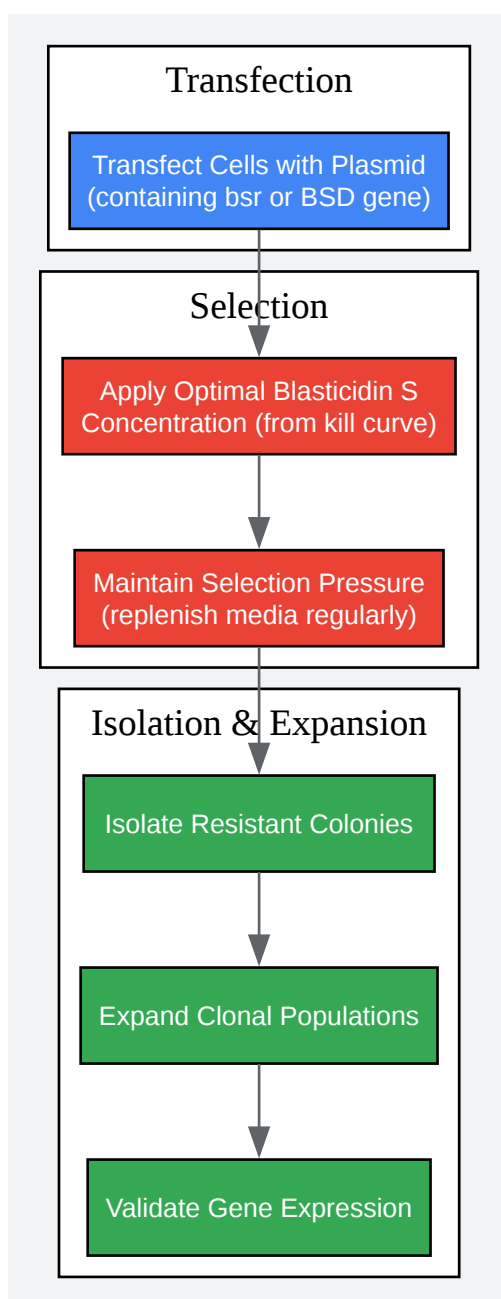 Transfection
Transfect Cells with Plasmid
(containing bsr or BSD gene)
Selection
Apply Optimal Blasticidin S
Concentration (from kill curve)
Maintain Selection Pressure
(replenish media regularly)
Isolation & Expansion
Isolate Resistant Colonies
Expand Clonal Populations
Validate Gene Expression